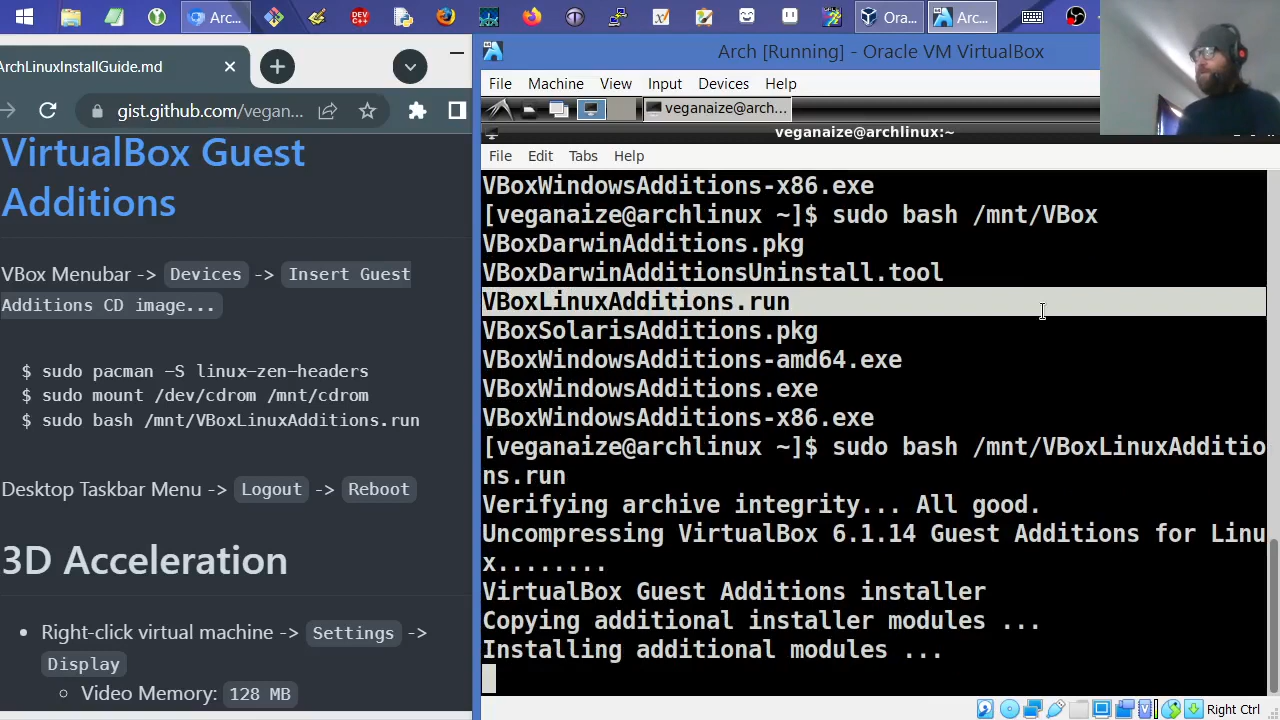 Arc...
Ora...
Arc...
ArchLinuxInstallGuide.md
gist.github.com/vegan...
VirtualBox Guest
Additions
VBox Menubar -> Devices -> Insert Guest
Additions CD image...
$ sudo pacman -S linux-zen-headers
$ sudo mount /dev/cdrom /mnt/cdrom
$ sudo bash /mnt/VBoxLinuxAdditions.run
Desktop Taskbar Menu -> Logout -> Reboot
3D Acceleration
Right-click virtual machine -> Settings ->
Display
Video Memory: 128 MB
Arch [Running] - Oracle VM VirtualBox
File Machine View Input Devices Help
veganaize@arch...
veganaize@archlinux:~
File Edit Tabs Help
VBoxWindowsAdditions-x86.exe
[veganaize@archlinux ~]$ sudo bash /mnt/VBox
VBoxDarwinAdditions.pkg
VBoxDarwinAdditionsUninstall.tool
VBoxLinuxAdditions.run
VBoxSolarisAdditions.pkg
VBoxWindowsAdditions-amd64.exe
VBoxWindowsAdditions.exe
VBoxWindowsAdditions-x86.exe
[veganaize@archlinux ~]$ sudo bash /mnt/VBoxLinuxAdditio
ns.run
Verifying archive integrity... All good.
Uncompressing VirtualBox 6.1.14 Guest Additions for Linu
x........
VirtualBox Guest Additions installer
Copying additional installer modules ...
Installing additional modules ...
Right Ctrl